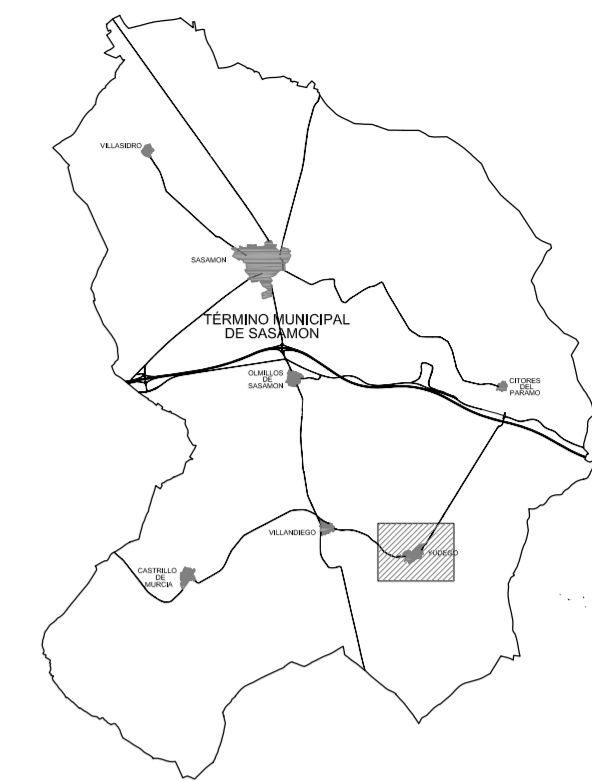 VILLASIDRO
SASAMON
TÉRMINO MUNICIPAL
DE SASAMON
OLMILLOS
DE
SASAMON
CITORES
DEL
PARAMO
VILLANDIEGO
YUDEGO
CASTRILLO
DE
MURCIA